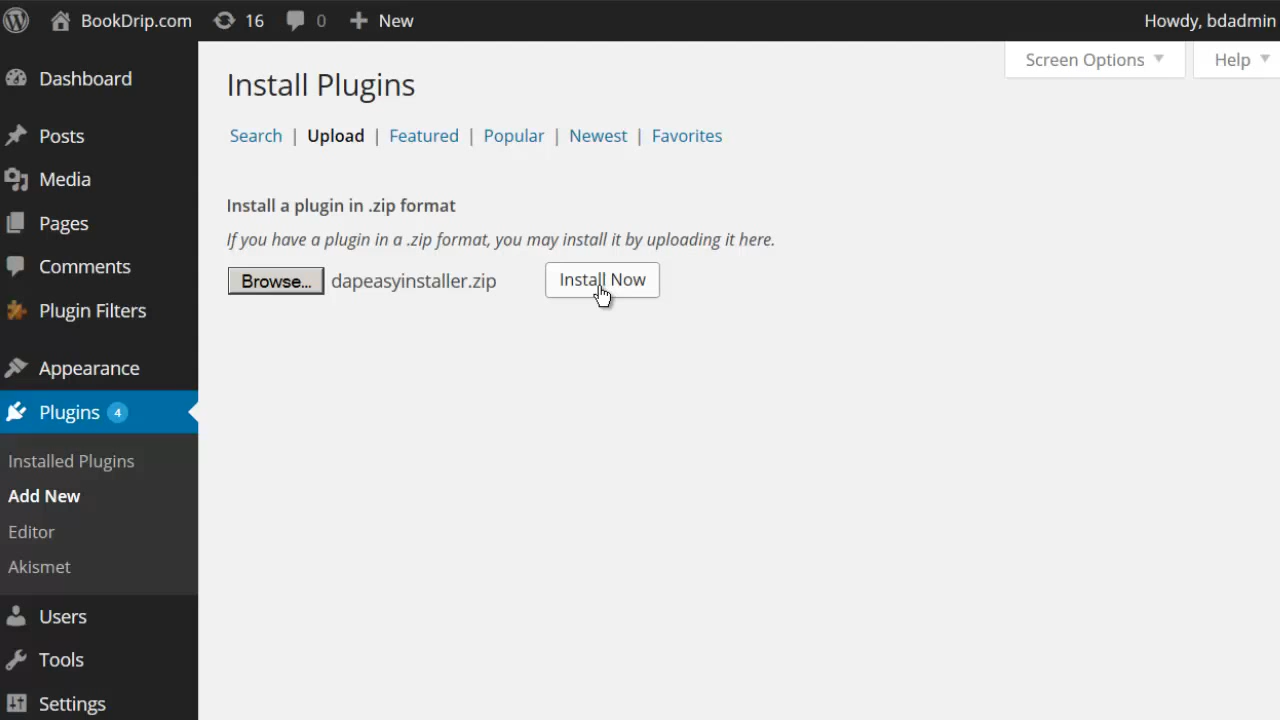 BookDrip.com 16 0 New Howdy, bdadmin
Screen Options Help
Dashboard
Posts
Media
Pages
Comments
Plugin Filters
Appearance
Plugins 4
Installed Plugins
Add New
Editor
Akismet
Users
Tools
Settings
Install Plugins
Search | Upload | Featured | Popular | Newest | Favorites
Install a plugin in .zip format
If you have a plugin in a .zip format, you may install it by uploading it here.
Browse... dapeasyinstaller.zip Install Now